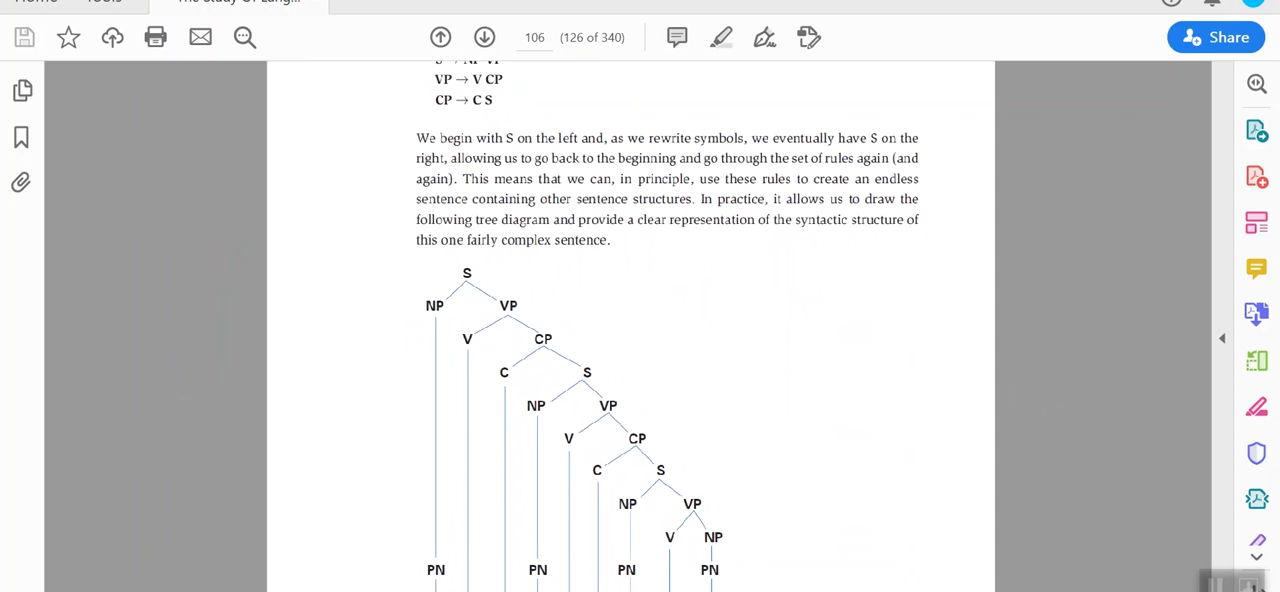 The Study Of Lang...
106 (126 of 340)
Share
VP → V CP
CP → C S
We begin with S on the left and, as we rewrite symbols, we eventually have S on the
right, allowing us to go back to the beginning and go through the set of rules again (and
again). This means that we can, in principle, use these rules to create an endless
sentence containing other sentence structures. In practice, it allows us to draw the
following tree diagram and provide a clear representation of the syntactic structure of
this one fairly complex sentence.
S
NP VP
V CP
C S
NP VP
V CP
C S
NP VP
V NP
PN PN PN PN